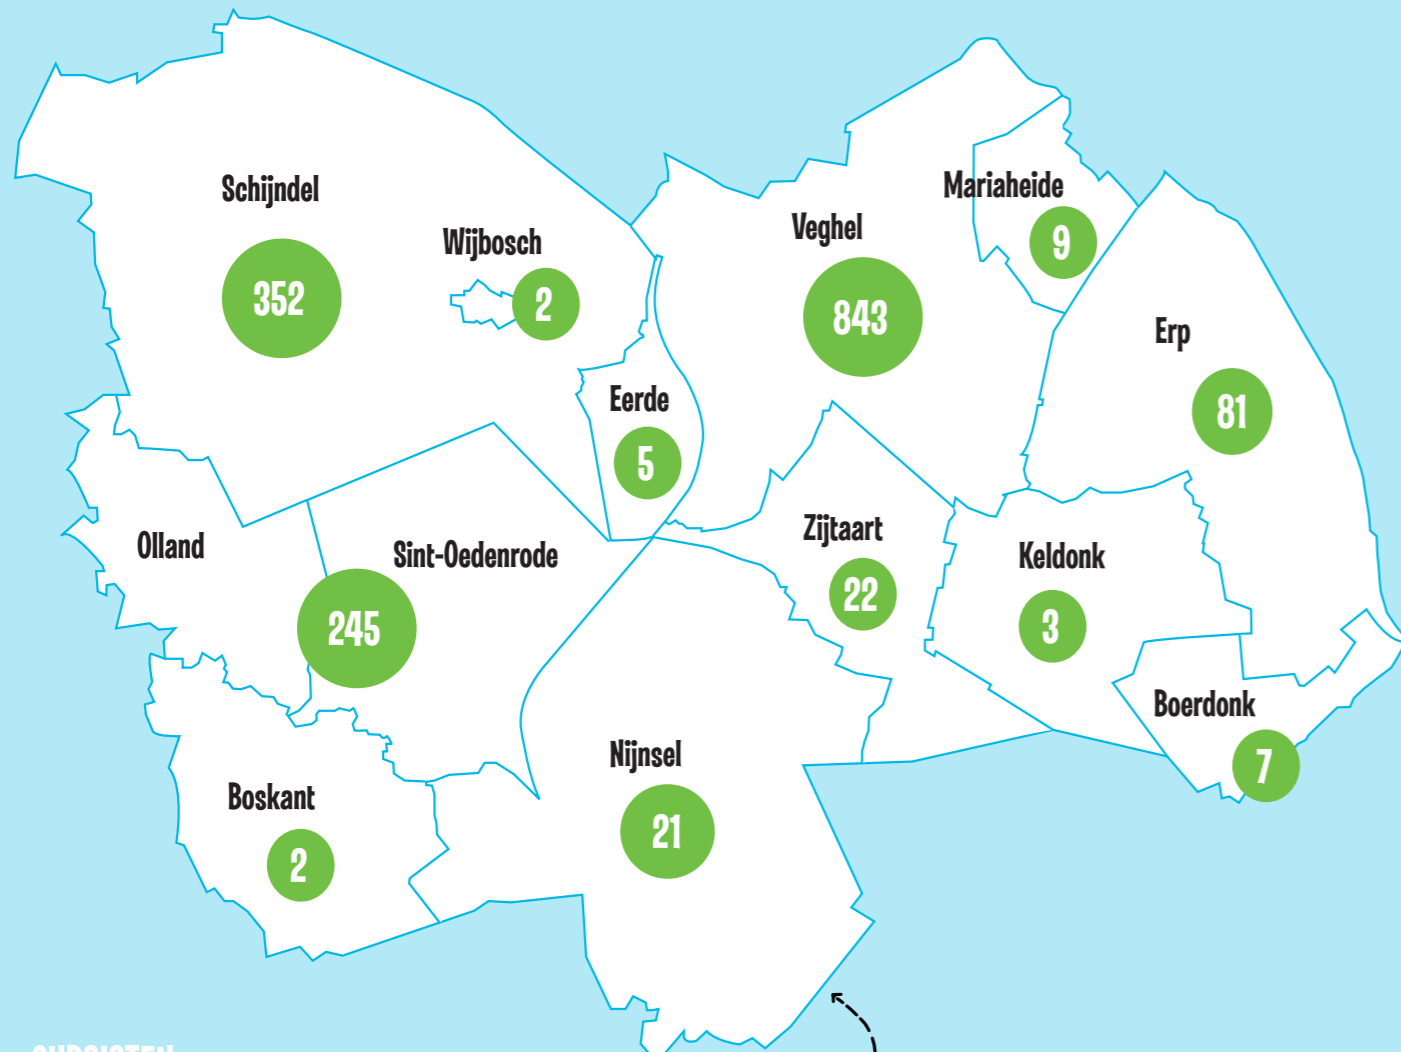 Schijndel
352
Wijbosch
2
Veghel
843
Mariaheide
9
Erp
81
Eerde
5
Olland
Sint-Oedenrode
245
Zijtaart
22
Keldonk
3
Boerdonk
7
Nijnsel
21
Boskant
2